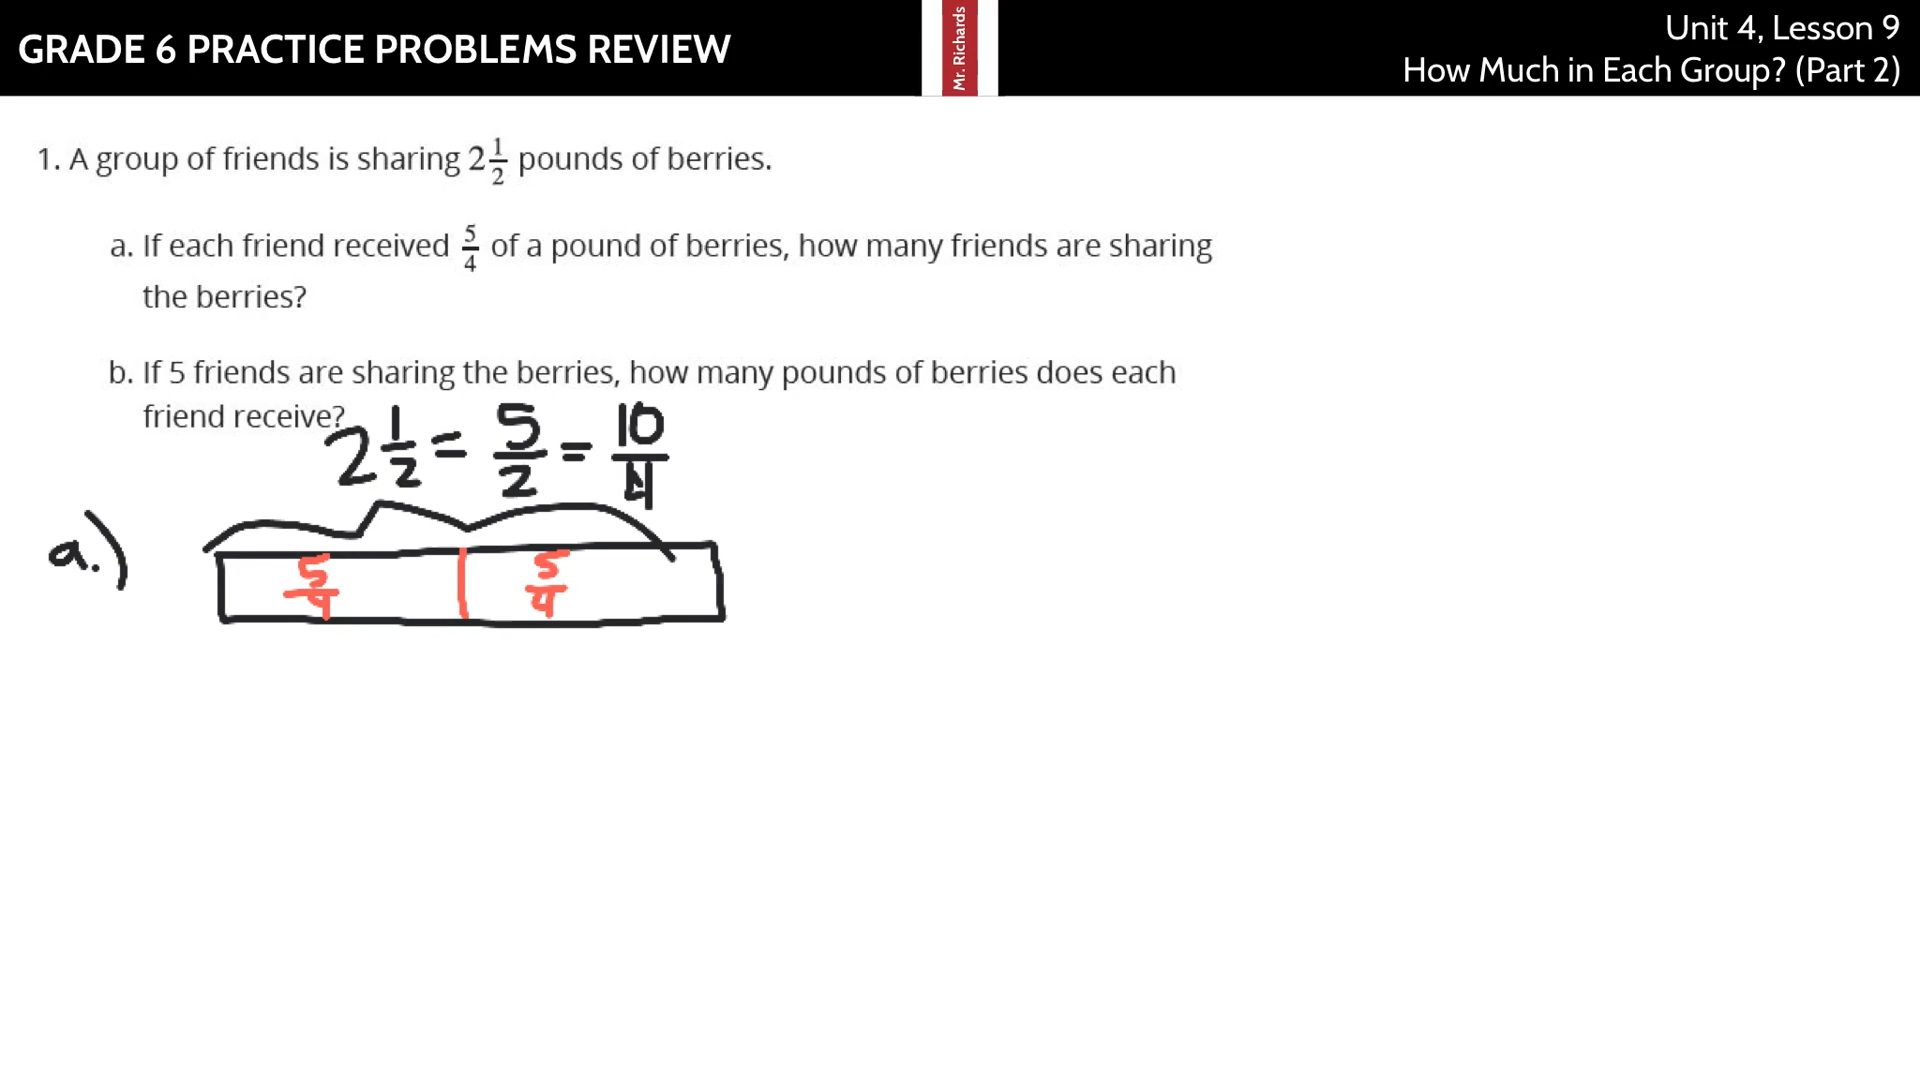 GRADE 6 PRACTICE PROBLEMS REVIEW
Mr. Richards
Unit 4, Lesson 9
How Much in Each Group? (Part 2)
1. A group of friends is sharing 2 1/2 pounds of berries.
a. If each friend received 5/4 of a pound of berries, how many friends are sharing
the berries?
b. If 5 friends are sharing the berries, how many pounds of berries does each
friend receive?
2 1/2 = 5/2 = 10/4
a.)
5/4 5/4